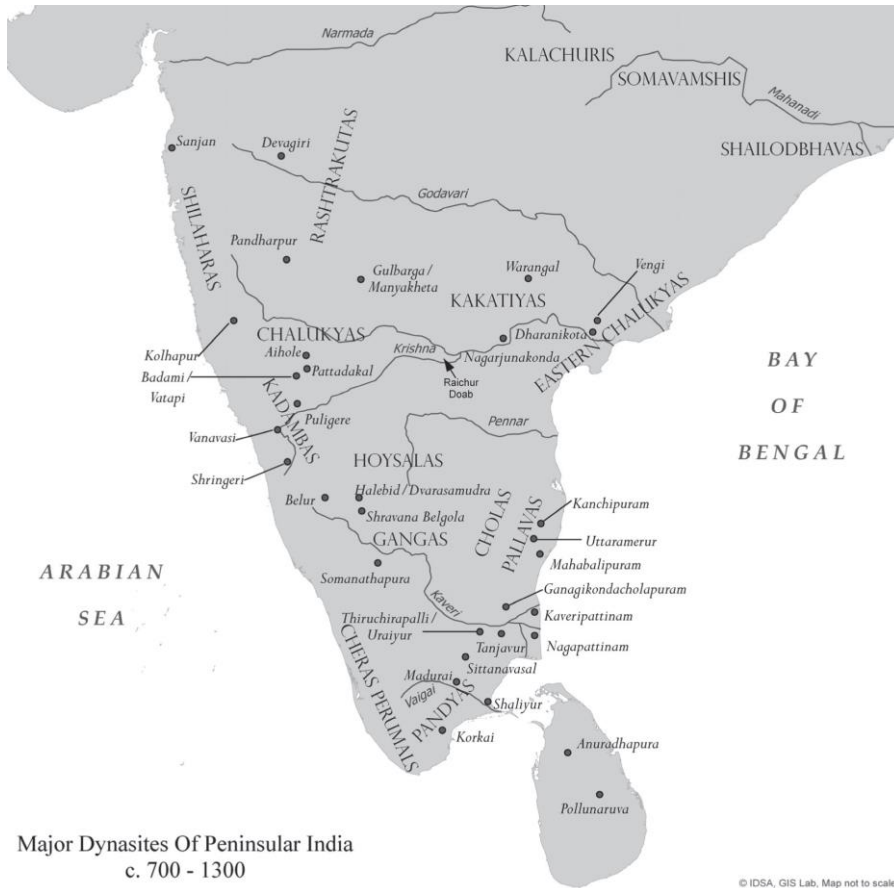 Narmada
KALACHURIS
SOMAVAMSHIS
Mahanadi
SHAILODBHAVAS
Sanjan
Devagiri
RASHTRAKUTAS
SHILAHARAS
Godavari
Pandharpur
Gulbarga /
Manyakheta
Warangal
Vengi
KAKATIYAS
EASTERN CHALUKYAS
Kolhapur
CHALUKYAS
Aihole
Krishna
Dharanikota
Nagarjunakonda
Badami /
Vatapi
Pattadakal
Raichur
Doab
KADAMBAS
Puligere
Vanavasi
Pennar
Shringeri
HOYSALAS
Belur
Halebid / Dvarasamudra
Shravana Belgola
GANGAS
CHOLAS
PALLAVAS
Kanchipuram
Uttaramerur
Mahabalipuram
Somanathapura
Kaveri
Ganagikondacholapuram
Kaveripattinam
Thiruchirapalli /
Uraiyur
Tanjavur
Nagapattinam
Sittanavasal
CHERAS PERUMALS
Madurai
Vaigai
PANDYAS
Shaliyur
Korkai
Anuradhapura
Pollunaruva
ARABIAN
SEA
BAY
OF
BENGAL
Major Dynasites Of Peninsular India
c. 700 - 1300
© IDSA, GIS Lab, Map not to scale